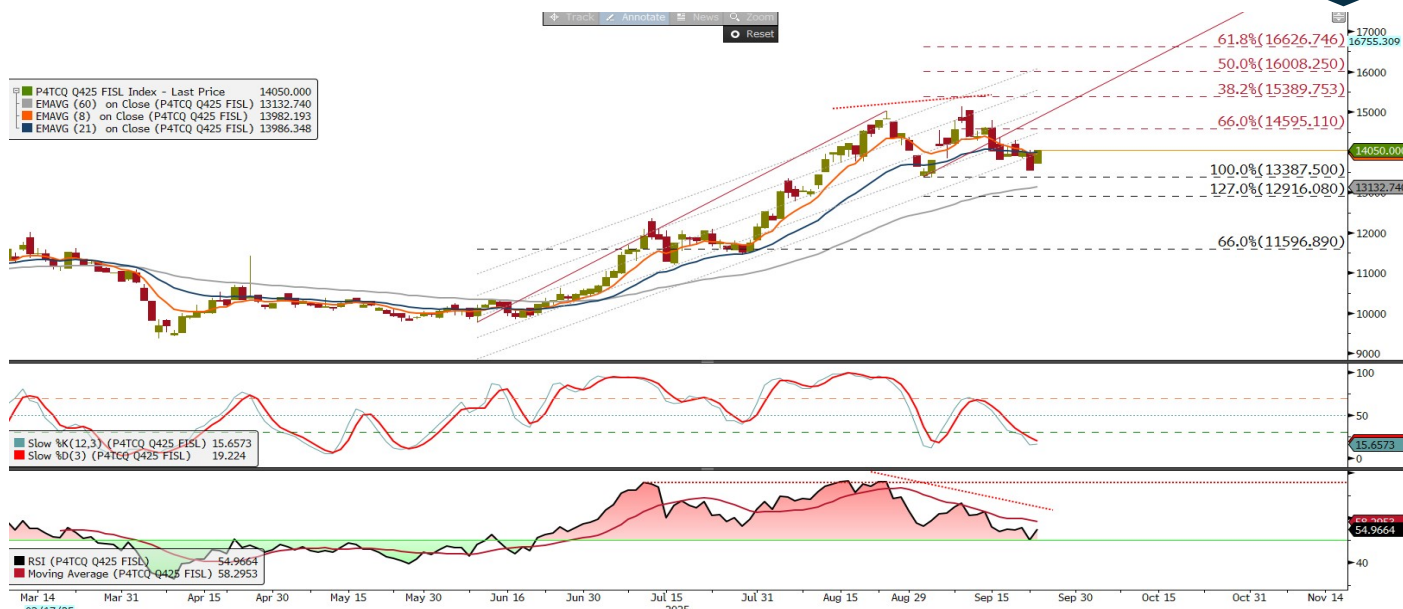 Track Annotate News Zoom
Reset
P4TCQ Q425 FISL Index - Last Price 14050.000
EMAVG (60) on Close (P4TCQ Q425 FISL) 13132.740
EMAVG (8) on Close (P4TCQ Q425 FISL) 13982.193
EMAVG (21) on Close (P4TCQ Q425 FISL) 13986.348
17000
61.8%(16626.746)
16755.309
50.0%(16008.250)
16000
38.2%(15389.753)
15000
66.0%(14595.110)
14050.000
100.0%(13387.500)
13132.740
127.0%(12916.080)
13000
66.0%(11596.890)
12000
11000
10000
9000
100
50
Slow %K(12,3) (P4TCQ Q425 FISL) 15.6573
Slow %D(3) (P4TCQ Q425 FISL) 19.224
15.6573
0
58.2953
54.9664
RSI (P4TCQ Q425 FISL) 54.9664
Moving Average (P4TCQ Q425 FISL) 58.2953
40
Mar 14 Mar 31 Apr 15 Apr 30 May 15 May 30 Jun 16 Jun 30 Jul 15 Jul 31 Aug 15 Aug 29 Sep 15 Sep 30 Oct 15 Oct 31 Nov 14